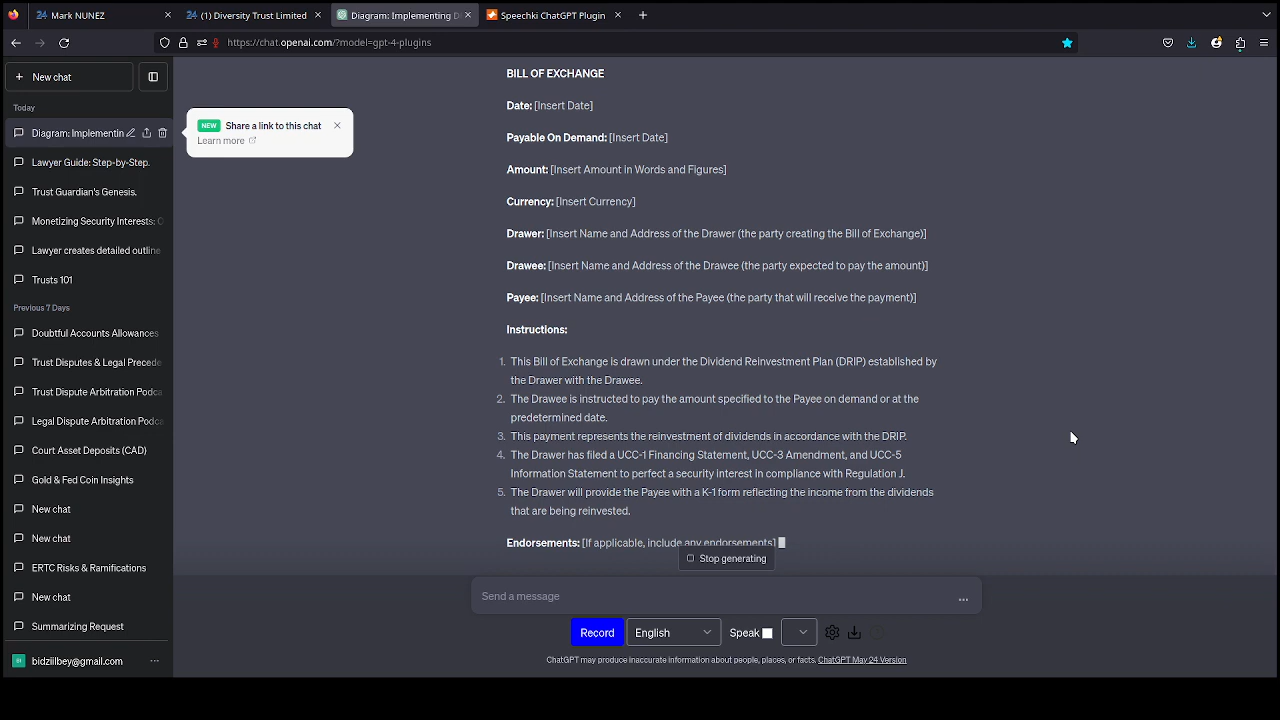 Mark NUNEZ
(1) Diversity Trust Limited
Diagram: Implementing D
Speechki ChatGPT Plugin
https://chat.openai.com/?model=gpt-4-plugins
New chat
Today
Diagram: Implementin
Lawyer Guide: Step-by-Step.
Trust Guardian's Genesis.
Monetizing Security Interests: C
Lawyer creates detailed outline
Trusts 101
Previous 7 Days
Doubtful Accounts Allowances
Trust Disputes & Legal Precede
Trust Dispute Arbitration Podca
Legal Dispute Arbitration Podca
Court Asset Deposits (CAD)
Gold & Fed Coin Insights
New chat
New chat
ERTC Risks & Ramifications
New chat
Summarizing Request
bidzillbey@gmail.com
NEW Share a link to this chat
Learn more
BILL OF EXCHANGE
Date: [Insert Date]
Payable On Demand: [Insert Date]
Amount: [Insert Amount in Words and Figures]
Currency: [Insert Currency]
Drawer: [Insert Name and Address of the Drawer (the party creating the Bill of Exchange)]
Drawee: [Insert Name and Address of the Drawee (the party expected to pay the amount)]
Payee: [Insert Name and Address of the Payee (the party that will receive the payment)]
Instructions:
1. This Bill of Exchange is drawn under the Dividend Reinvestment Plan (DRIP) established by
the Drawer with the Drawee.
2. The Drawee is instructed to pay the amount specified to the Payee on demand or at the
predetermined date.
3. This payment represents the reinvestment of dividends in accordance with the DRIP.
4. The Drawer has filed a UCC-1 Financing Statement, UCC-3 Amendment, and UCC-5
Information Statement to perfect a security interest in compliance with Regulation J.
5. The Drawer will provide the Payee with a K-1 form reflecting the income from the dividends
that are being reinvested.
Endorsements: [If applicable, include any endorsements]
Stop generating
Send a message
Record English Speak
ChatGPT may produce inaccurate information about people, places, or facts. ChatGPT May 24 Version